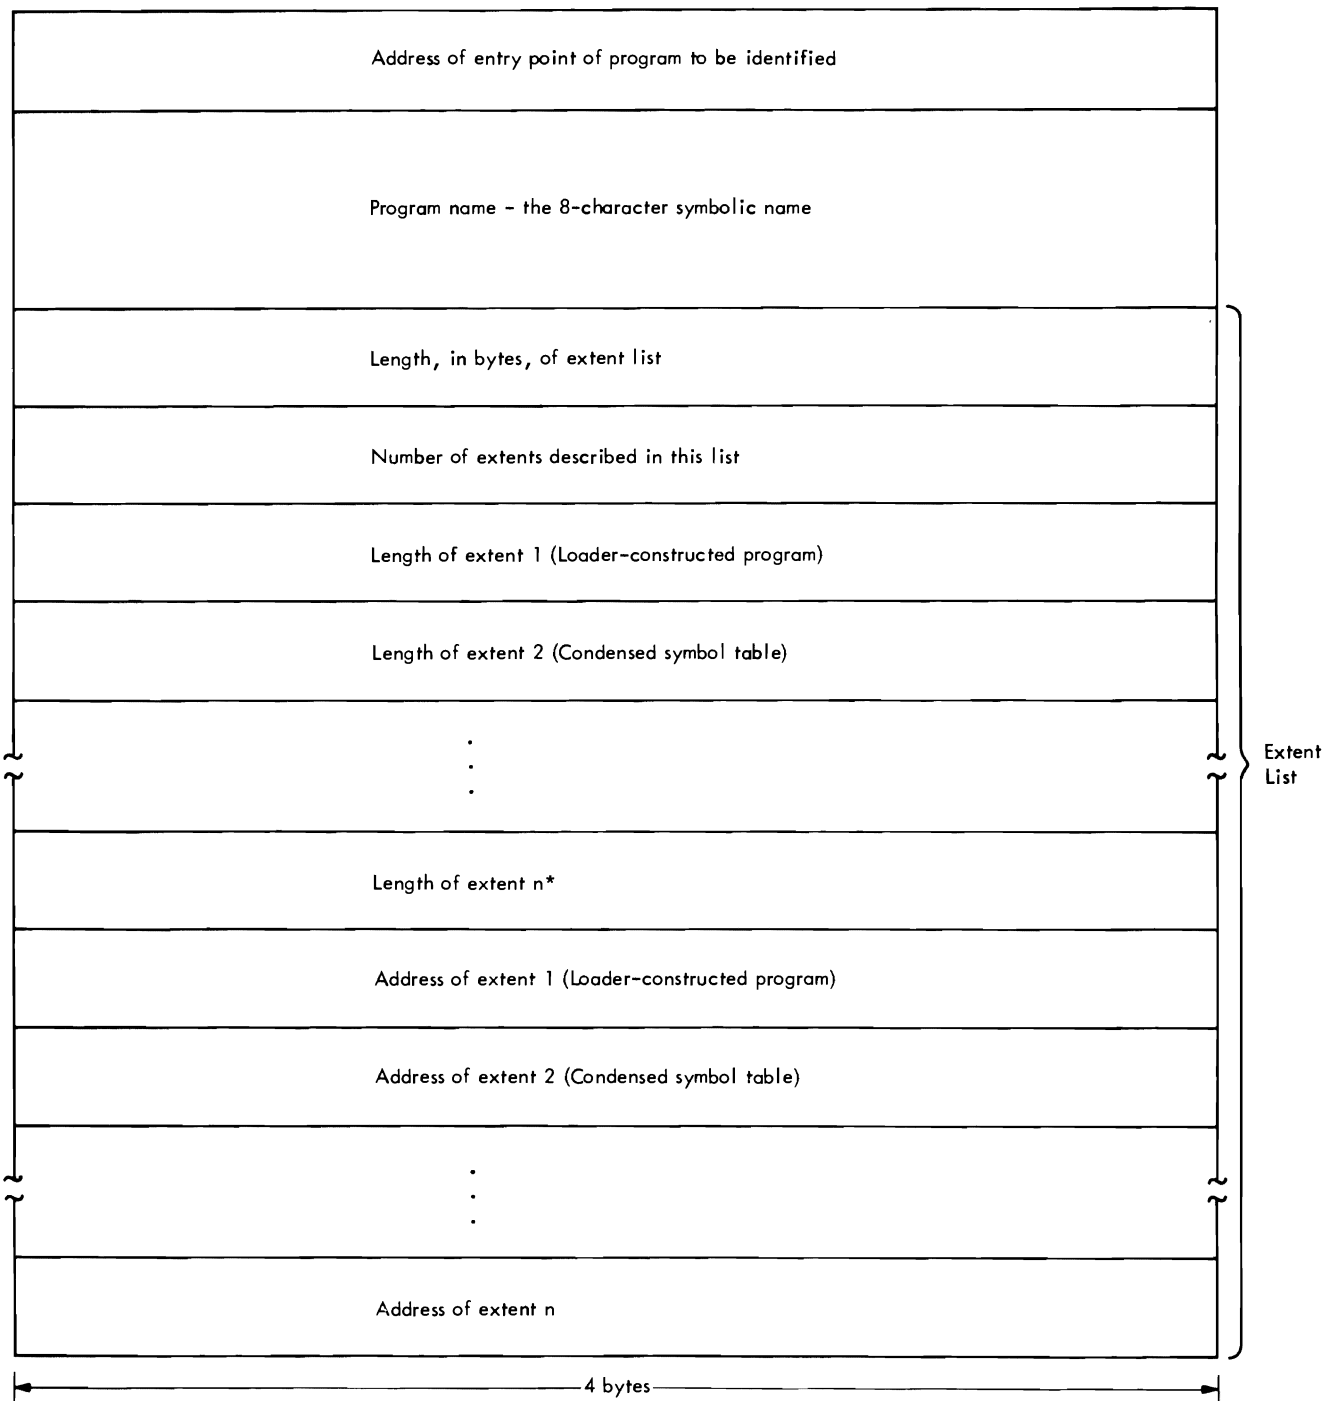 Address of entry point of program to be identified
Program name - the 8-character symbolic name
Length, in bytes, of extent list
Number of extents described in this list
Length of extent 1 (Loader-constructed program)
Length of extent 2 (Condensed symbol table)
.
.
.
Extent
List
Length of extent n*
Address of extent 1 (Loader-constructed program)
Address of extent 2 (Condensed symbol table)
.
.
.
Address of extent n
4 bytes